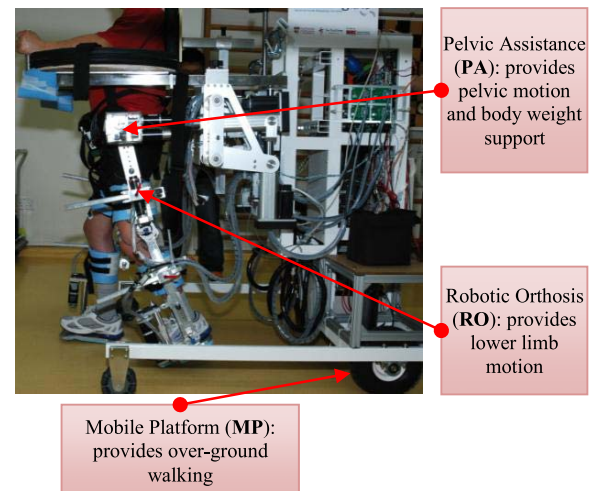 Pelvic Assistance
(PA): provides
pelvic motion
and body weight
support
Robotic Orthosis
(RO): provides
lower limb
motion
Mobile Platform (MP):
provides over-ground
walking